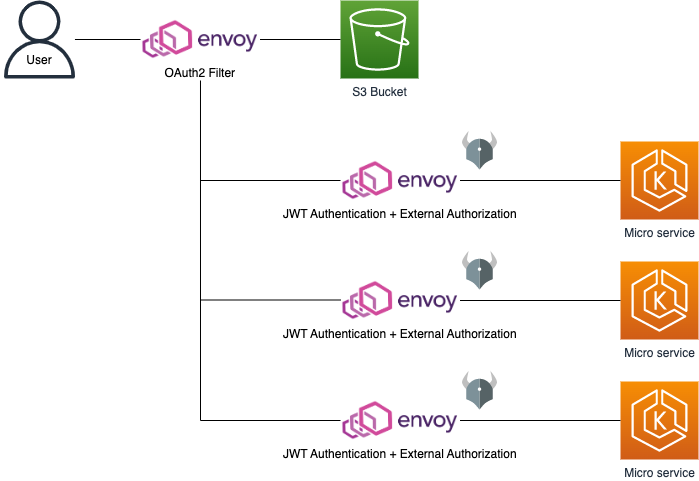 User
envoy
OAuth2 Filter
S3 Bucket
envoy
JWT Authentication + External Authorization
K
Micro service
envoy
JWT Authentication + External Authorization
K
Micro service
envoy
JWT Authentication + External Authorization
K
Micro service